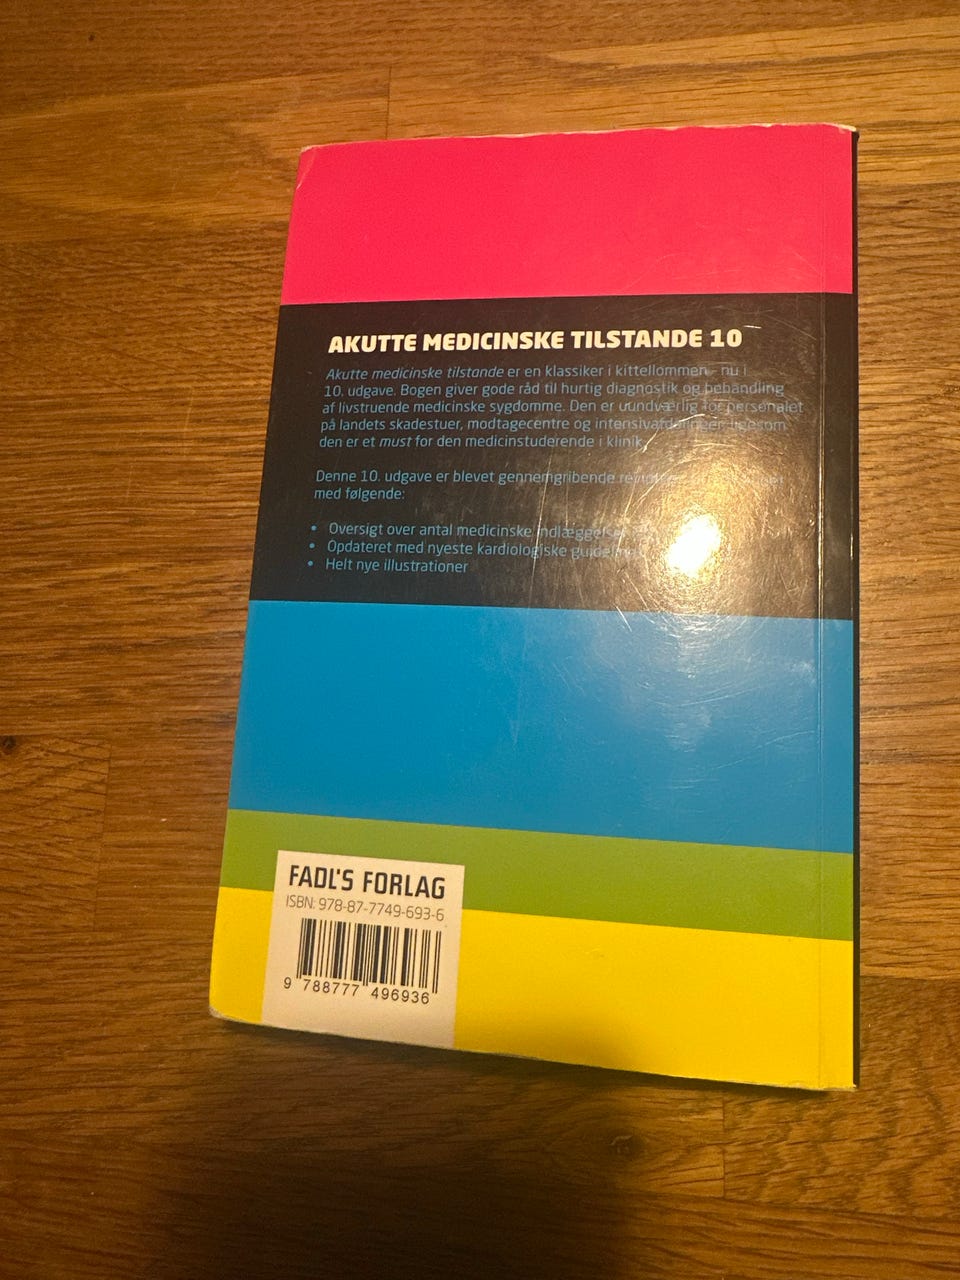 AKUTTE MEDICINSKE TILSTANDE 10
Akutte medicinske tilstande er en klassiker i kittellommen - nu i
10. udgave. Bogen giver gode råd til hurtig diagnostik og behandling
af livstruende medicinske sygdomme. Den er uundværlig for personalet
på landets skadestuer, modtagecentre og intensivafdelinger, ligesom
den er et must for den medicinstuderende i klinik.
Denne 10. udgave er blevet gennemgribende
med følgende:
• Oversigt over antal medicinske indlæggelser
• Opdateret med nyeste kardiologiske
• Helt nye illustrationer
FADL'S FORLAG
ISBN: 978-87-7749-693-6
9 788777 496936